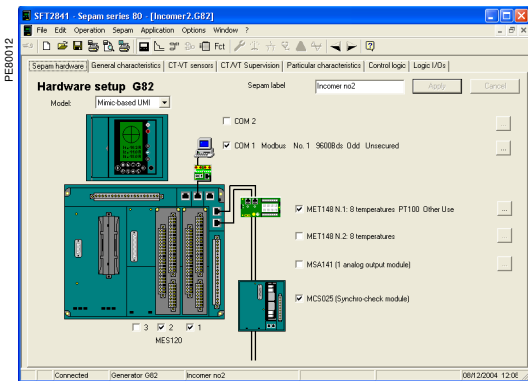 SFT2841 - Sepam series 80 - [Incomer2.G82]
File Edit Operation Sepam Application Options Window ?
Fct
PE80012
Sepam hardware General characteristics CT-VT sensors CT/VT Supervision Particular characteristics Control logic Logic I/Os
Hardware setup G82
Sepam label
Incomer no2
Apply
Cancel
Model:
Mimic-based UMI
COM 2
...
COM 1 Modbus No. 1 9600Bds Odd Unsecured
...
MET148 N.1: 8 temperatures PT100 Other Use
...
MET148 N.2: 8 temperatures
MSA141 (1 analog output module)
...
MCS025 (Synchro-check module)
3 2 1
MES120
Connected
Generator G82
Incomer no2
08/12/2004 12:06